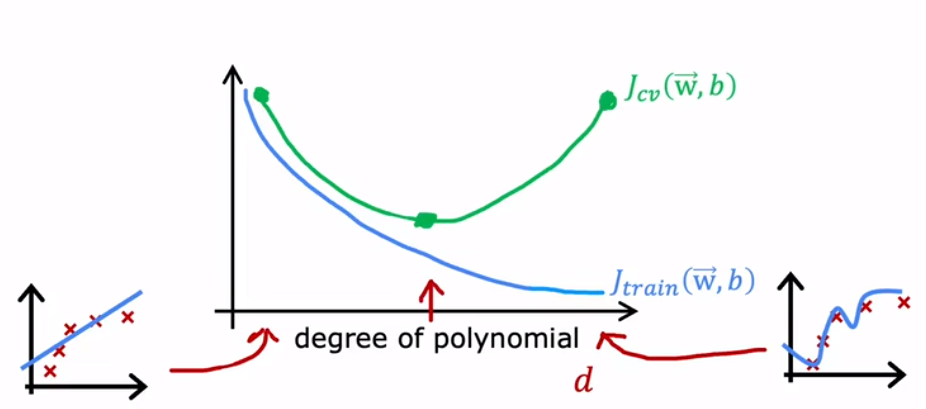 J_cv(w⃗, b)
J_train(w⃗, b)
degree of polynomial
d